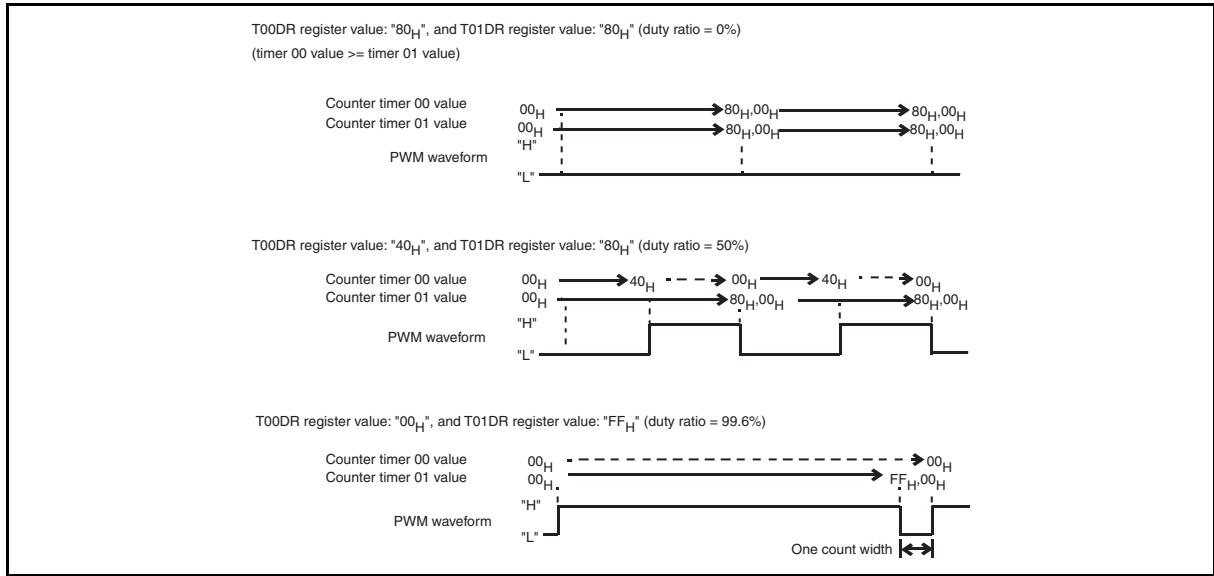 T00DR register value: "80H", and T01DR register value: "80H" (duty ratio = 0%)
(timer 00 value >= timer 01 value)
Counter timer 00 value 00H 80H,00H 80H,00H
Counter timer 01 value 00H 80H,00H 80H,00H
"H"
PWM waveform
"L"
T00DR register value: "40H", and T01DR register value: "80H" (duty ratio = 50%)
Counter timer 00 value 00H 40H 00H 40H 00H
Counter timer 01 value 00H 80H,00H 80H,00H
"H"
PWM waveform
"L"
T00DR register value: "00H", and T01DR register value: "FFH" (duty ratio = 99.6%)
Counter timer 00 value 00H 00H
Counter timer 01 value 00H FFH,00H
"H"
PWM waveform
"L"
One count width